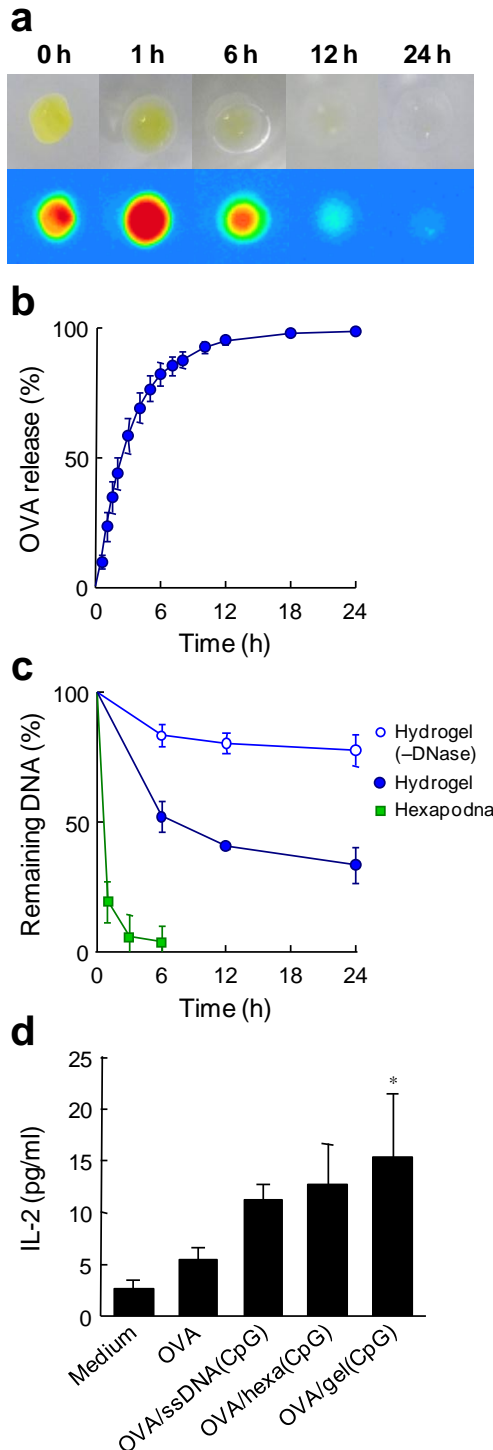 a
0 h 1 h 6 h 12 h 24 h
b
100
50
0
OVA release (%)
0 6 12 18 24
Time (h)
c
100
50
0
Remaining DNA (%)
0 6 12 18 24
Time (h)
Hydrogel
(–DNase)
Hydrogel
Hexapodna
d
25
20
15
10
5
0
IL-2 (pg/ml)
*
Medium
OVA
OVA/ssDNA(CpG)
OVA/hexa(CpG)
OVA/gel(CpG)